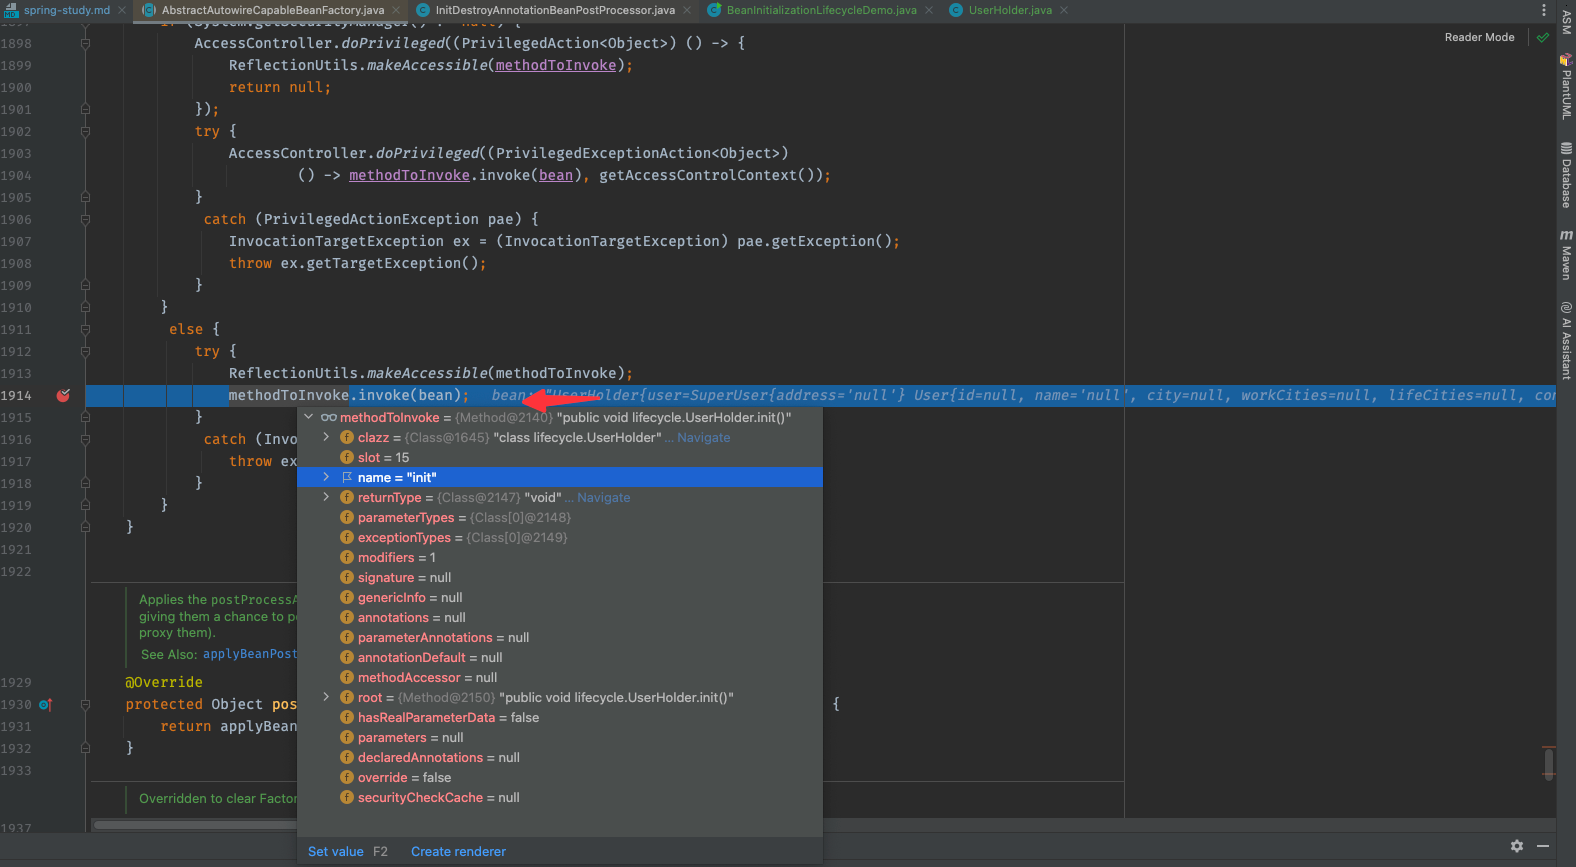 spring-study.md
AbstractAutowireCapableBeanFactory.java
InitDestroyAnnotationBeanPostProcessor.java
BeanInitializationLifecycleDemo.java
UserHolder.java
Reader Mode
1898 AccessController.doPrivileged((PrivilegedAction<Object>) () -> {
1899 ReflectionUtils.makeAccessible(methodToInvoke);
1900 return null;
1901 });
1902 try {
1903 AccessController.doPrivileged((PrivilegedExceptionAction<Object>)
1904 () -> methodToInvoke.invoke(bean), getAccessControlContext());
1905 }
1906 catch (PrivilegedActionException pae) {
1907 InvocationTargetException ex = (InvocationTargetException) pae.getException();
1908 throw ex.getTargetException();
1909 }
1910 }
1911 else {
1912 try {
1913 ReflectionUtils.makeAccessible(methodToInvoke);
1914 methodToInvoke.invoke(bean); bean: "UserHolder{user=SuperUser{address='null'} User{id=null, name='null', city=null, workCities=null, lifeCities=null, con
1915 }
1916 catch (Invo
1917 throw ex
1918 }
1919 }
1920 }
1921
1922
methodToInvoke = {Method@2140} "public void lifecycle.UserHolder.init()"
clazz = {Class@1645} "class lifecycle.UserHolder" ... Navigate
slot = 15
name = "init"
returnType = {Class@2147} "void" ... Navigate
parameterTypes = {Class[0]@2148}
exceptionTypes = {Class[0]@2149}
modifiers = 1
signature = null
genericInfo = null
annotations = null
parameterAnnotations = null
annotationDefault = null
methodAccessor = null
root = {Method@2150} "public void lifecycle.UserHolder.init()"
hasRealParameterData = false
parameters = null
declaredAnnotations = null
override = false
securityCheckCache = null
Set value F2 Create renderer
Applies the postProcessA
giving them a chance to p
proxy them).
See Also: applyBeanPost
1929 @Override
1930 protected Object pos {
1931 return applyBean
1932 }
1933
Overridden to clear Factor
1937
ASM
PlantUML
Database
Maven
AI Assistant